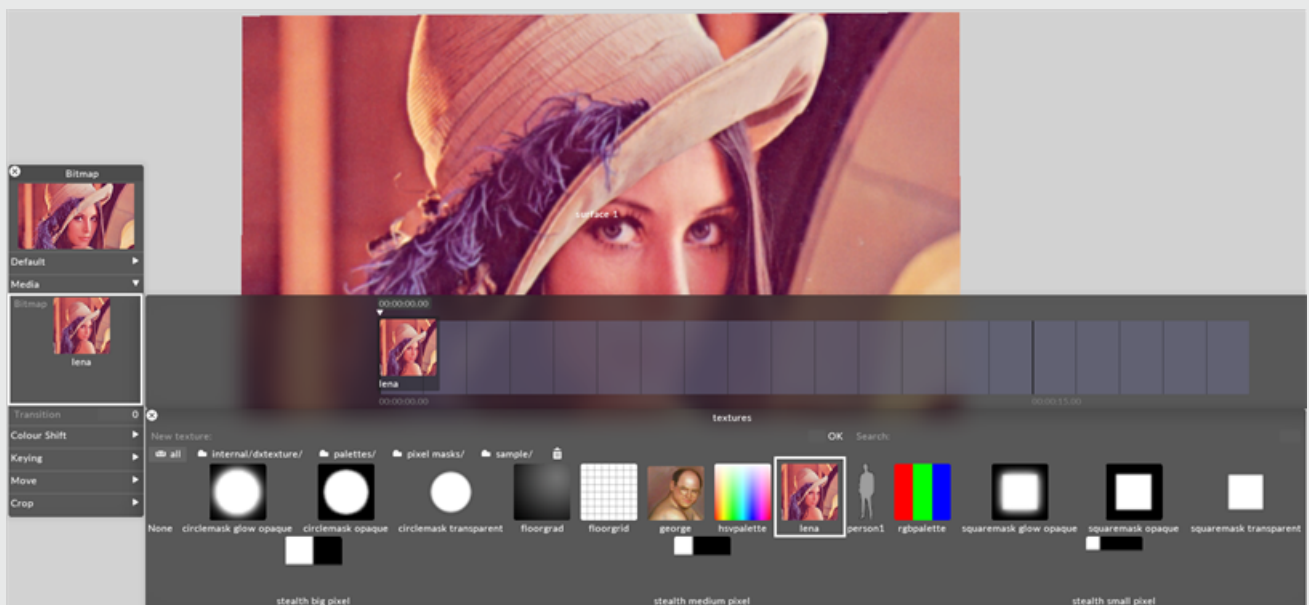 surface 1
Bitmap
Default
Media
Bitmap
lena
Transition 0
Colour Shift
Keying
Move
Crop
00:00:00.00
lena
00:00:00.00 00:00:15.00
textures
New texture: OK Search:
all internal/dxtexture/ palettes/ pixel masks/ sample/
None circlemask glow opaque circlemask opaque circlemask transparent floorgrad floorgrid george hsvpalette lena person1 rgbpalette squaremask glow opaque squaremask opaque squaremask transparent
stealth big pixel stealth medium pixel stealth small pixel